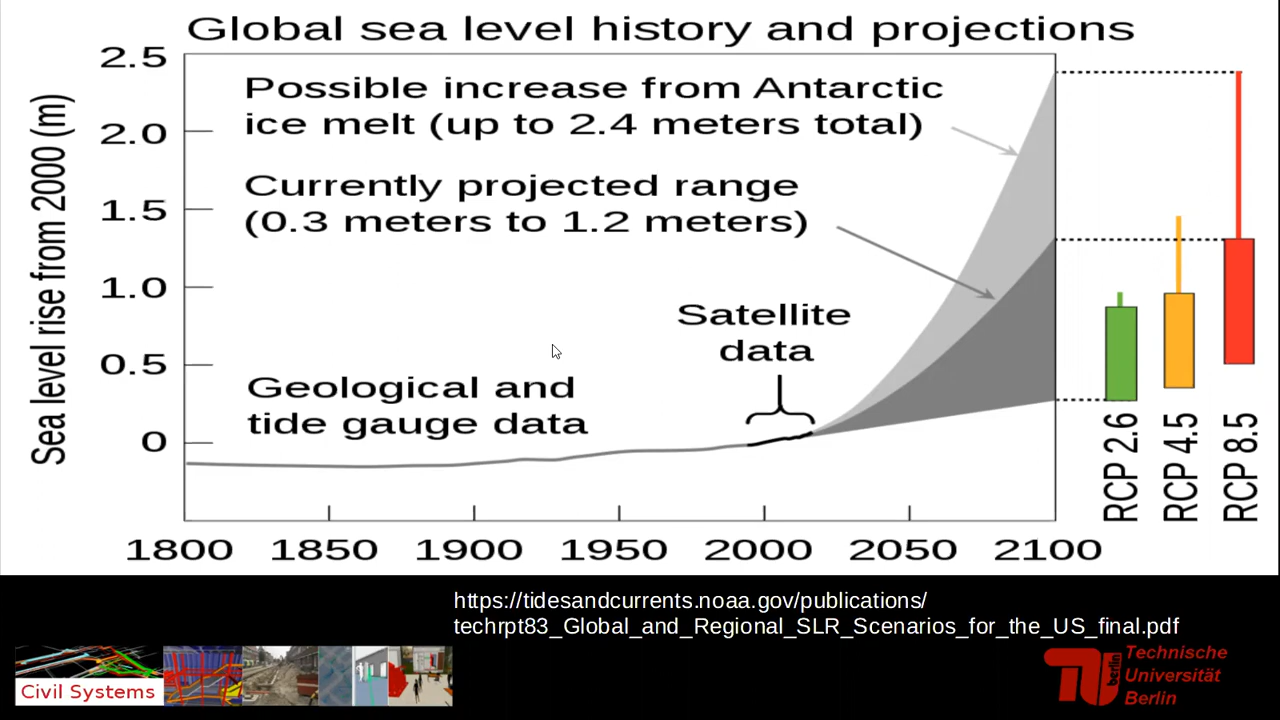 Global sea level history and projections
Sea level rise from 2000 (m)
2.5
2.0
1.5
1.0
0.5
0
Possible increase from Antarctic
ice melt (up to 2.4 meters total)
Currently projected range
(0.3 meters to 1.2 meters)
Satellite
data
Geological and
tide gauge data
1800
1850
1900
1950
2000
2050
2100
RCP 2.6
RCP 4.5
RCP 8.5
https://tidesandcurrents.noaa.gov/publications/
techrpt83_Global_and_Regional_SLR_Scenarios_for_the_US_final.pdf
Civil Systems
berlin
Technische
Universität
Berlin